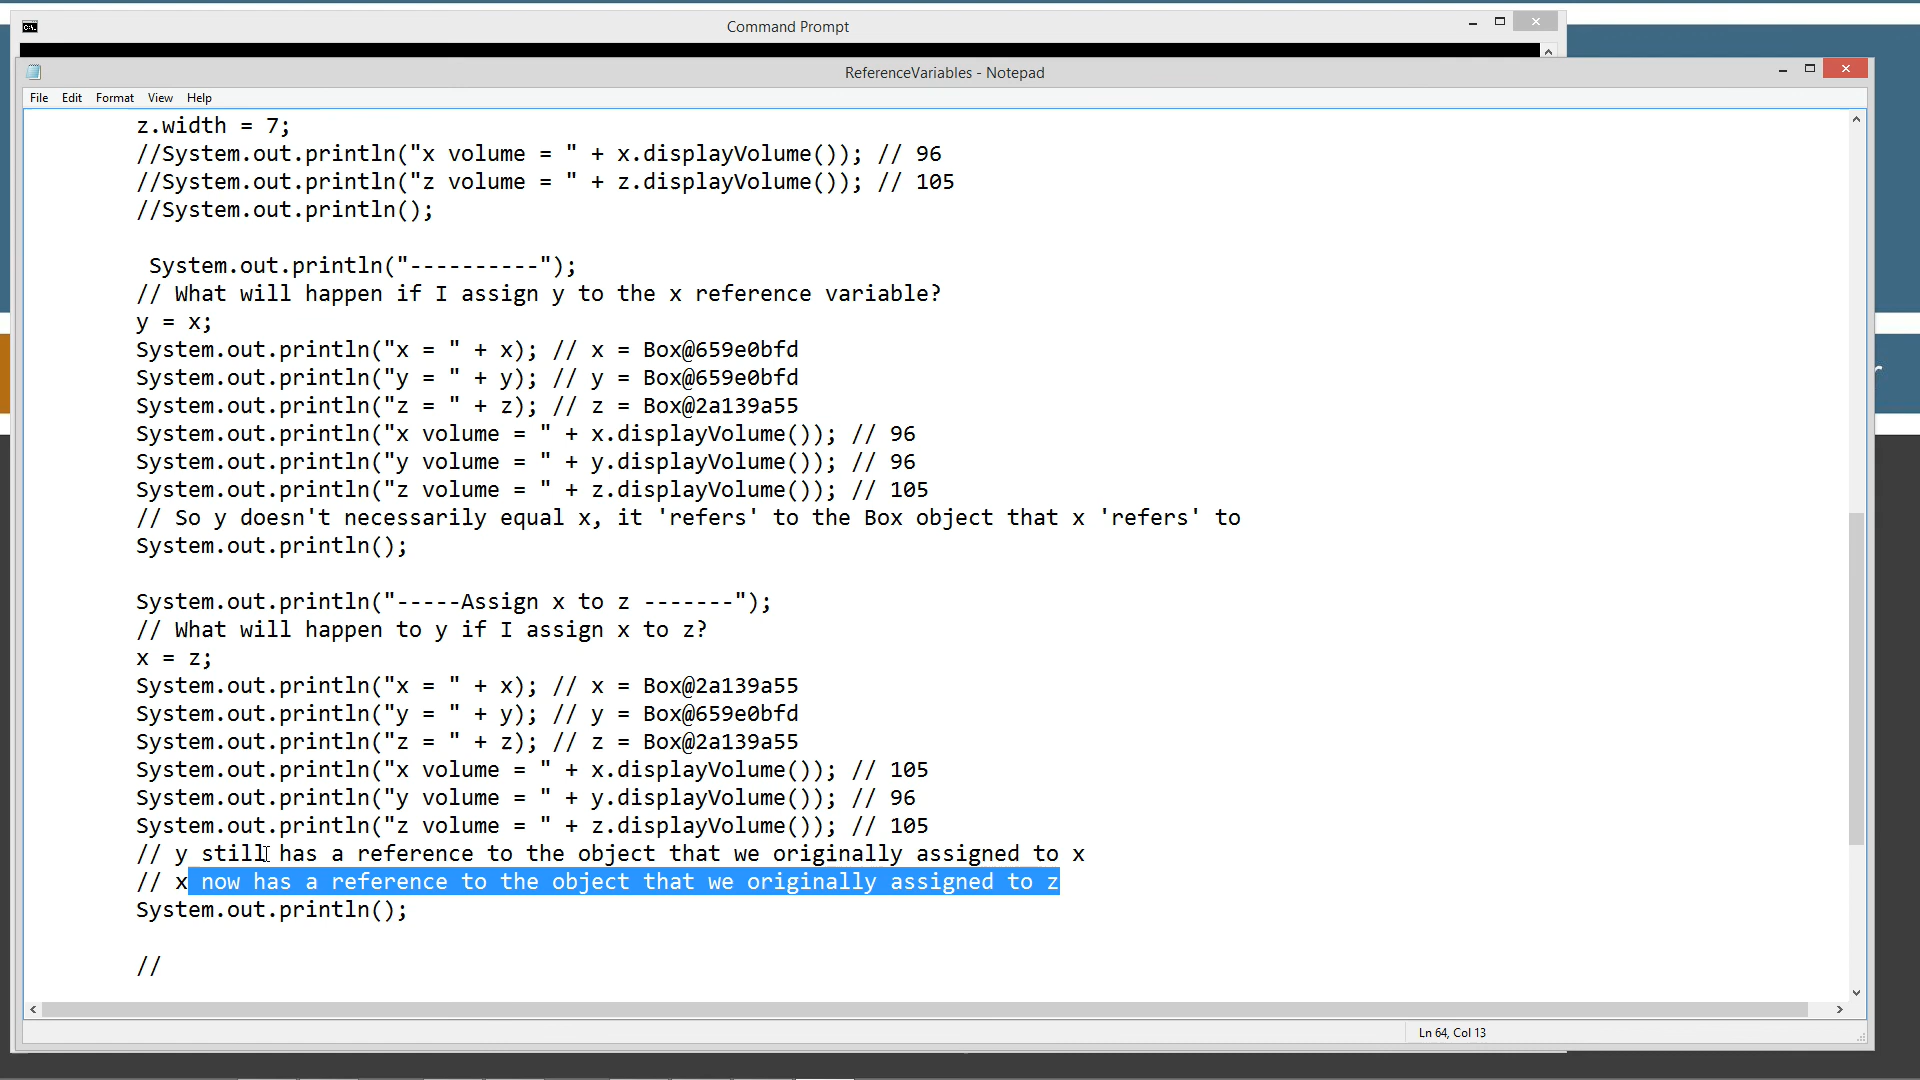 Command Prompt
ReferenceVariables - Notepad
File Edit Format View Help
z.width = 7;
//System.out.println("x volume = " + x.displayVolume()); // 96
//System.out.println("z volume = " + z.displayVolume()); // 105
//System.out.println();
System.out.println("----------");
// What will happen if I assign y to the x reference variable?
y = x;
System.out.println("x = " + x); // x = Box@659e0bfd
System.out.println("y = " + y); // y = Box@659e0bfd
System.out.println("z = " + z); // z = Box@2a139a55
System.out.println("x volume = " + x.displayVolume()); // 96
System.out.println("y volume = " + y.displayVolume()); // 96
System.out.println("z volume = " + z.displayVolume()); // 105
// So y doesn't necessarily equal x, it 'refers' to the Box object that x 'refers' to
System.out.println();
System.out.println("-----Assign x to z -------");
// What will happen to y if I assign x to z?
x = z;
System.out.println("x = " + x); // x = Box@2a139a55
System.out.println("y = " + y); // y = Box@659e0bfd
System.out.println("z = " + z); // z = Box@2a139a55
System.out.println("x volume = " + x.displayVolume()); // 105
System.out.println("y volume = " + y.displayVolume()); // 96
System.out.println("z volume = " + z.displayVolume()); // 105
// y still has a reference to the object that we originally assigned to x
// x now has a reference to the object that we originally assigned to z
System.out.println();
//
Ln 64, Col 13